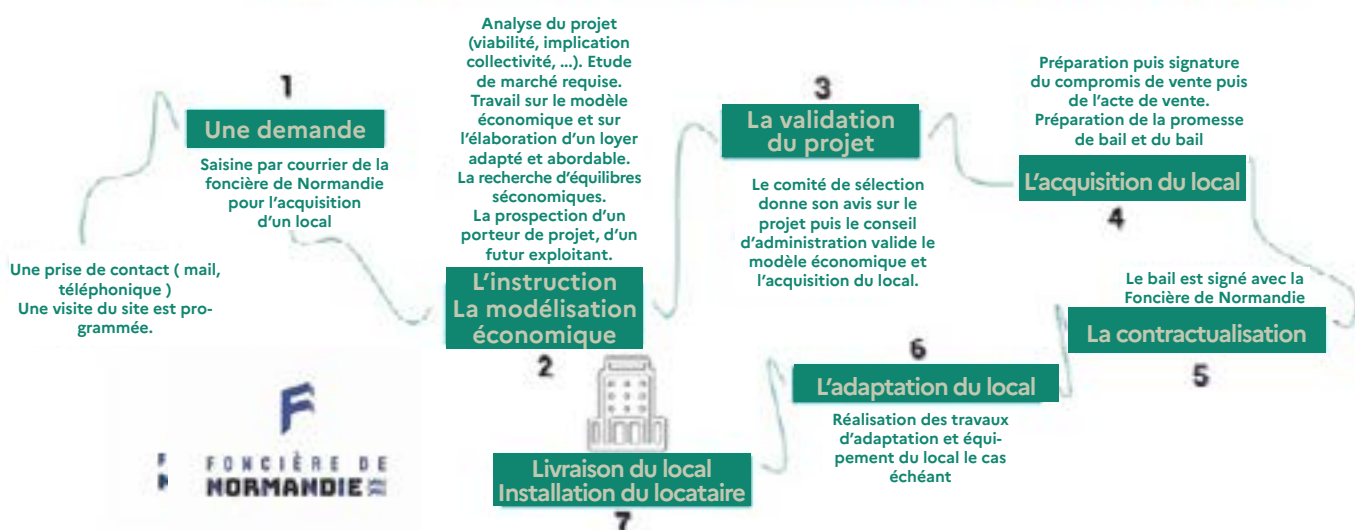 Une prise de contact ( mail,
téléphonique )
Une visite du site est pro-
grammée.
1
Une demande
Saisine par courrier de la
foncière de Normandie
pour l'acquisition
d'un local
Analyse du projet
(viabilité, implication
collectivité, ...). Etude
de marché requise.
Travail sur le modèle
économique et sur
l'élaboration d'un loyer
adapté et abordable.
La recherche d'équilibres
séconomiques.
La prospection d'un
porteur de projet, d'un
futur exploitant.
L'instruction
La modélisation
économique
2
3
La validation
du projet
Le comité de sélection
donne son avis sur le
projet puis le conseil
d'administration valide le
modèle économique et
l'acquisition du local.
Préparation puis signature
du compromis de vente puis
de l'acte de vente.
Préparation de la promesse
de bail et du bail
L'acquisition du local
4
Le bail est signé avec la
Foncière de Normandie
La contractualisation
5
6
L'adaptation du local
Réalisation des travaux
d'adaptation et équi-
pement du local le cas
échéant
Livraison du local
Installation du locataire
7
F
FONCIÈRE DE
NORMANDIE